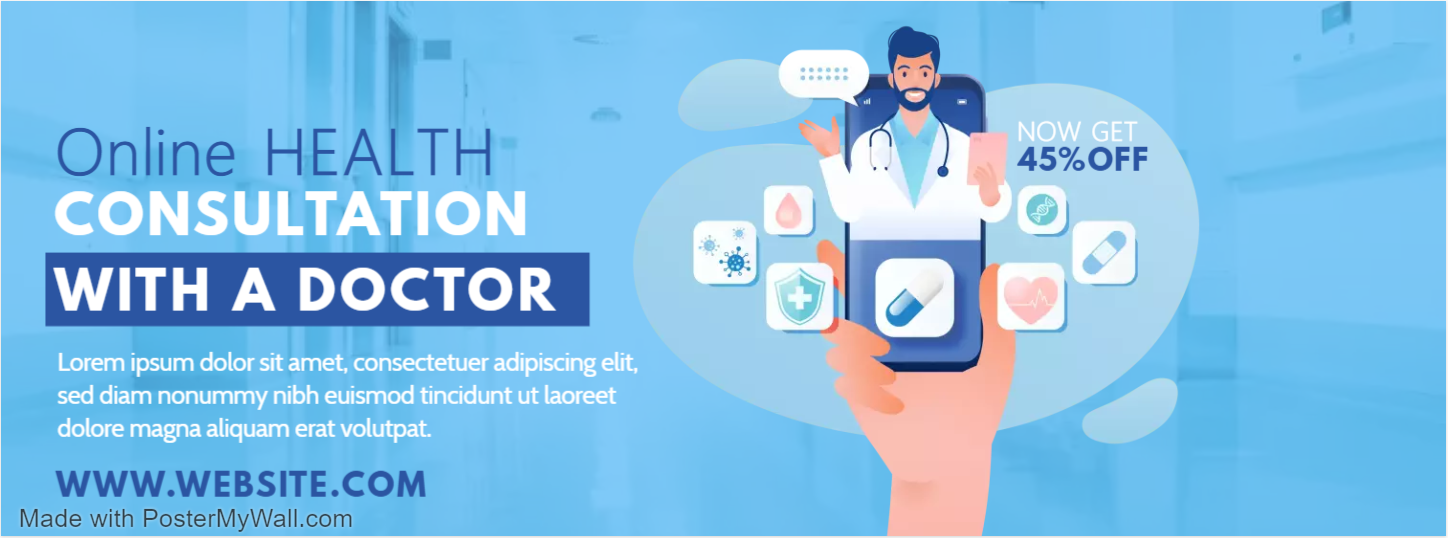 Online HEALTH
CONSULTATION
WITH A DOCTOR
Lorem ipsum dolor sit amet, consectetuer adipiscing elit,
sed diam nonummy nibh euismod tincidunt ut laoreet
dolore magna aliquam erat volutpat.
WWW.WEBSITE.COM
Made with PosterMyWall.com
NOW GET
45%OFF